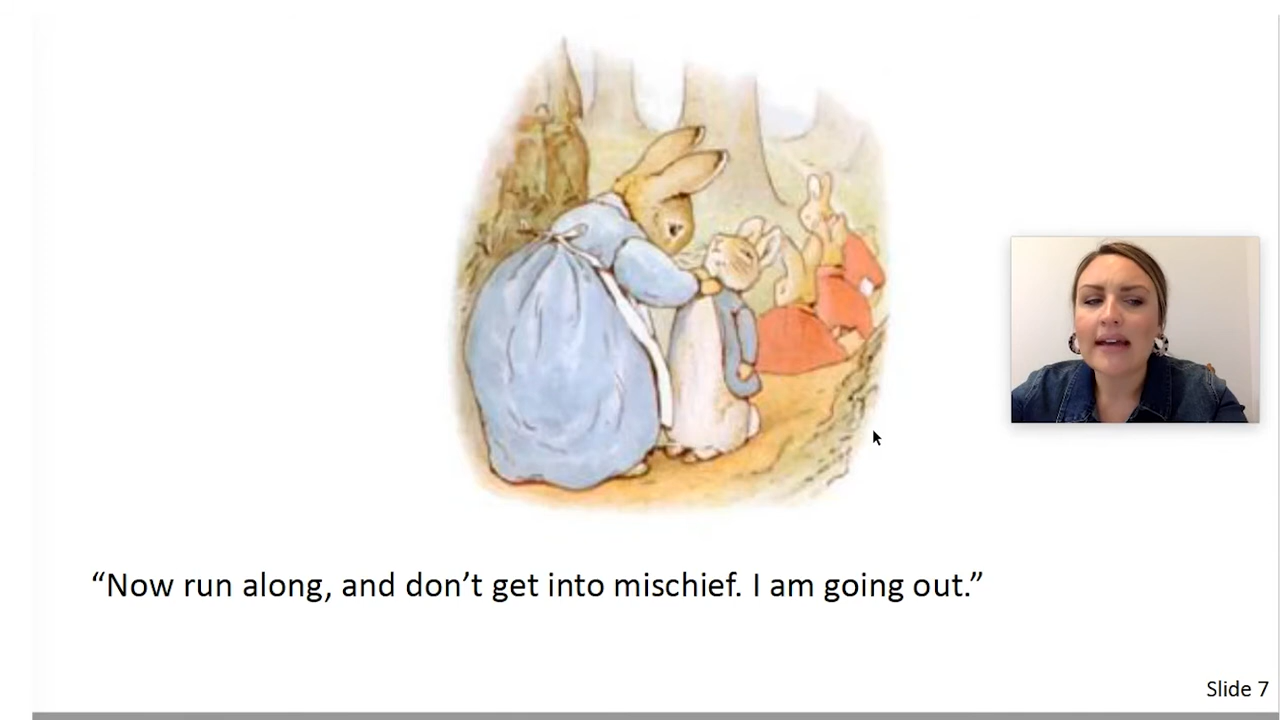 “Now run along, and don’t get into mischief. I am going out.”
Slide 7